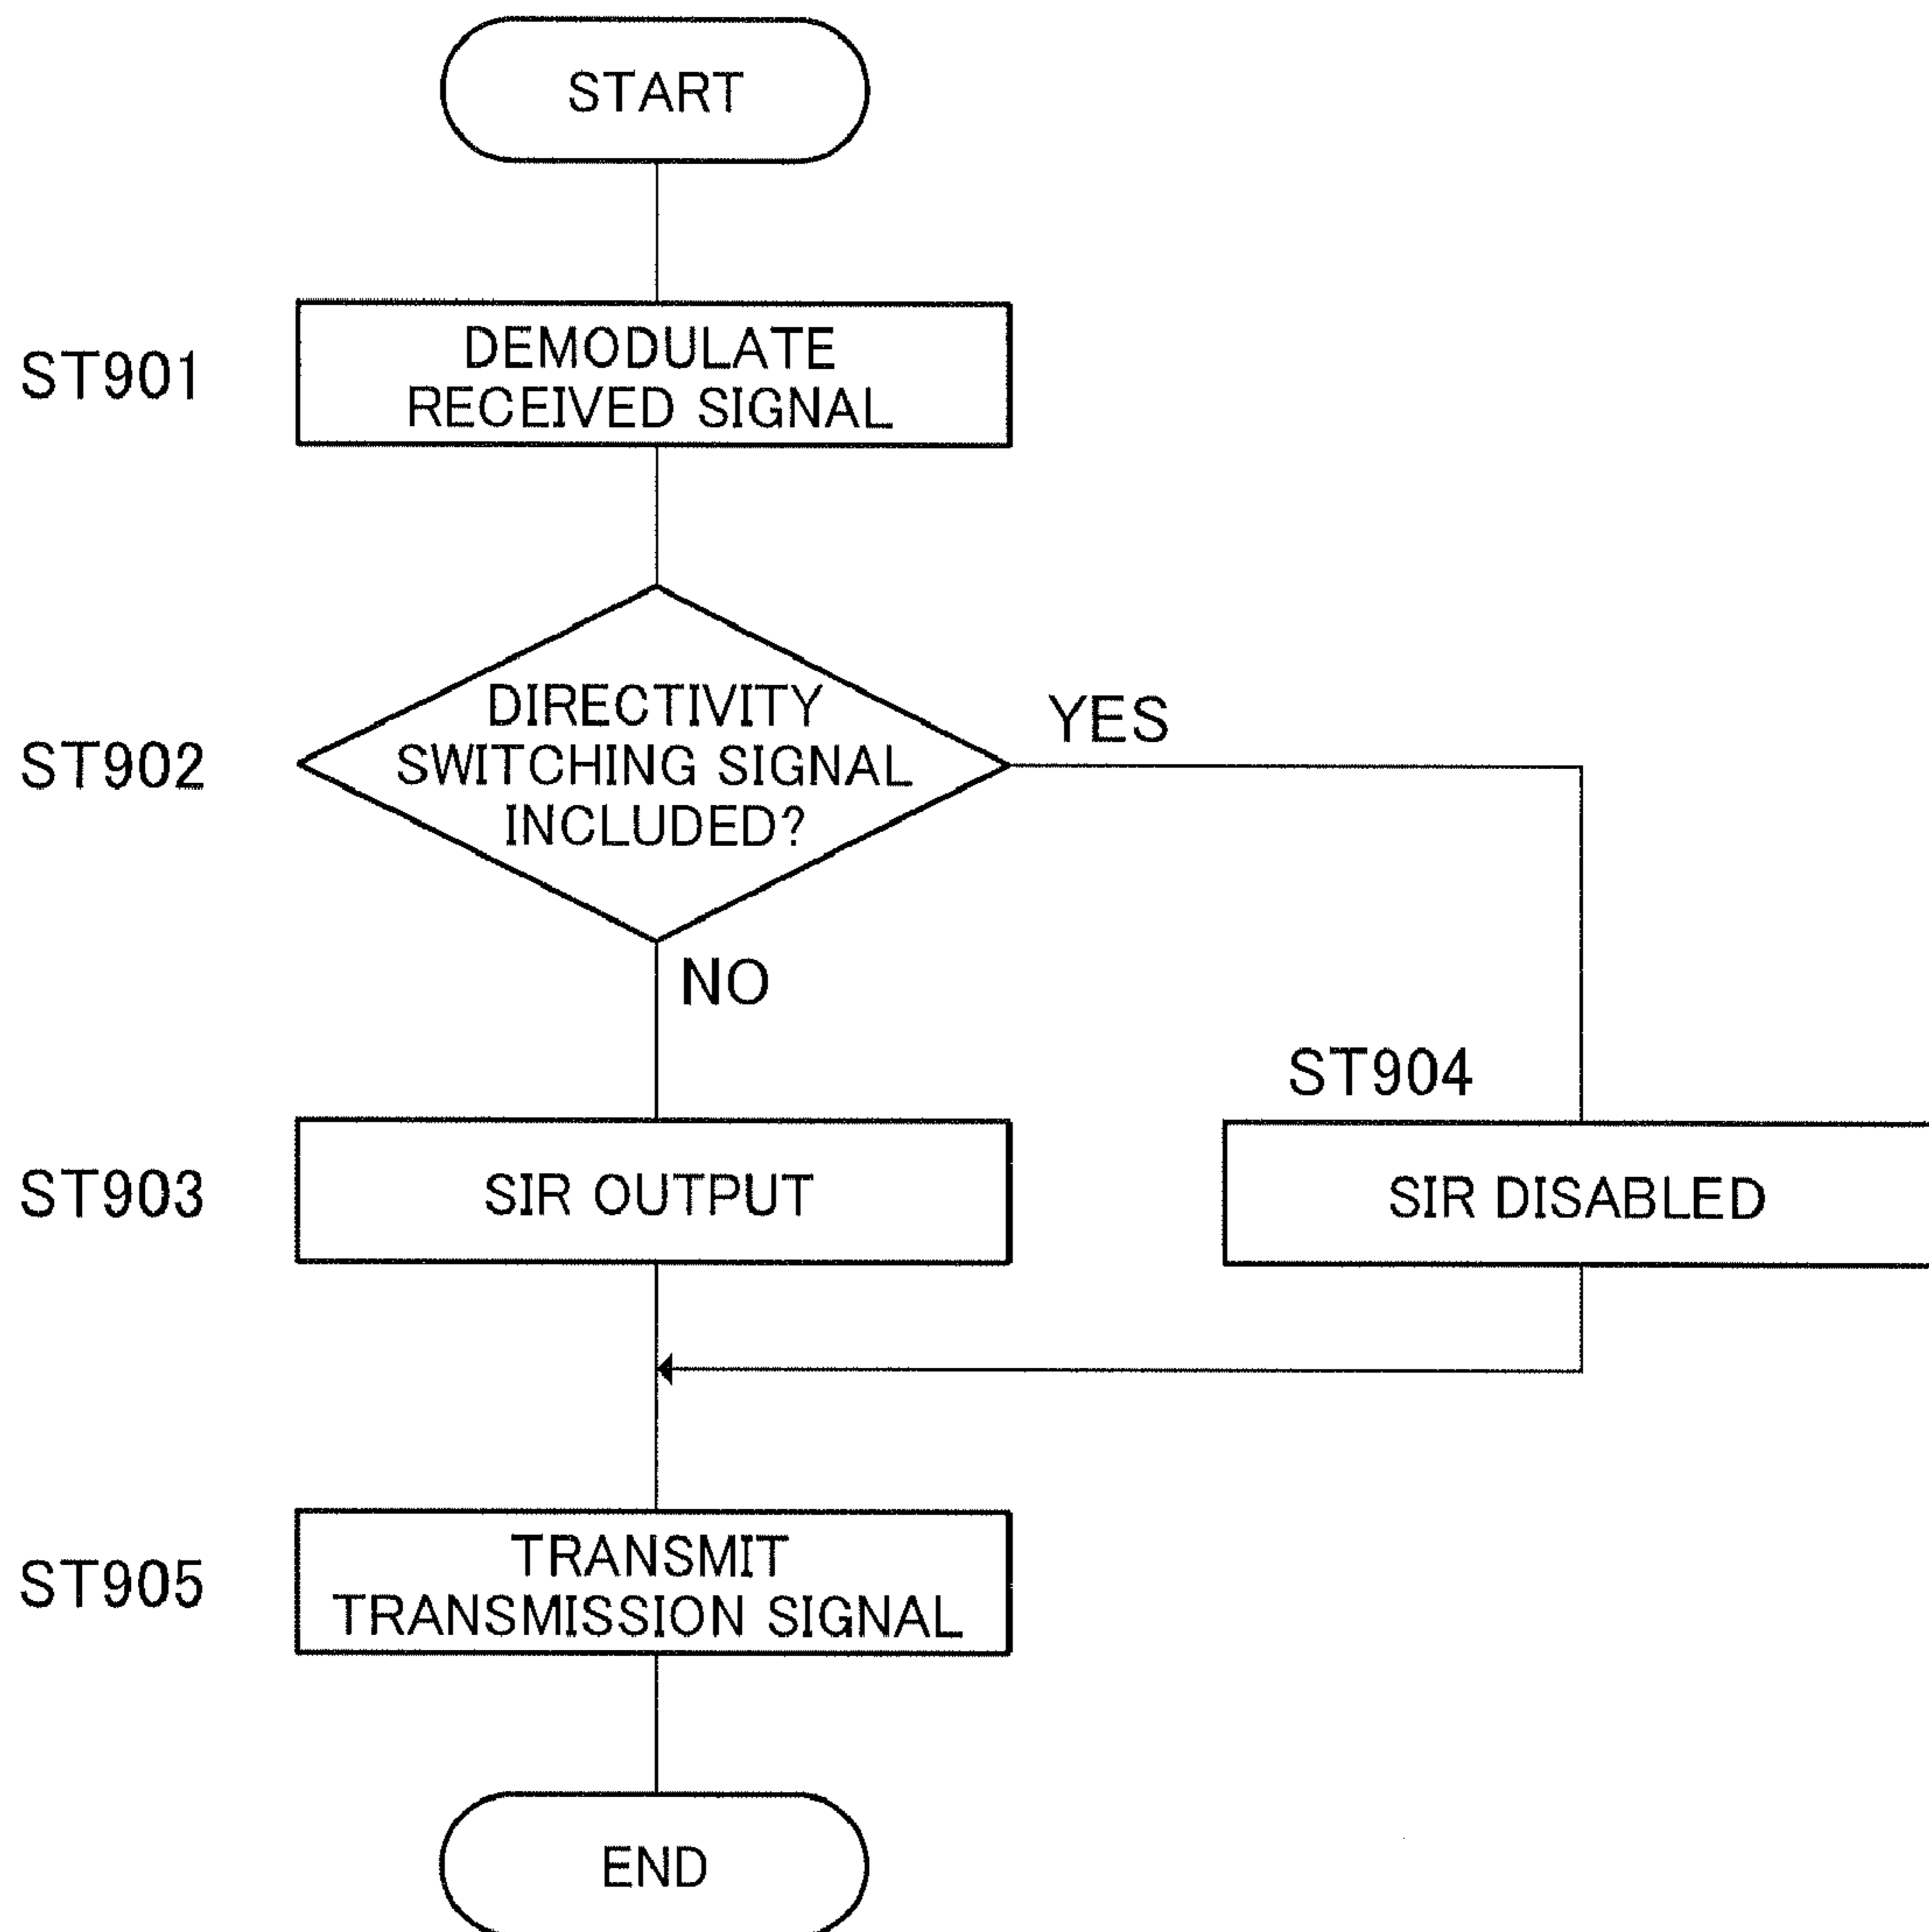 START
ST901
DEMODULATE
RECEIVED SIGNAL
ST902
DIRECTIVITY
SWITCHING SIGNAL
INCLUDED?
YES
NO
ST904
ST903
SIR OUTPUT
SIR DISABLED
ST905
TRANSMIT
TRANSMISSION SIGNAL
END